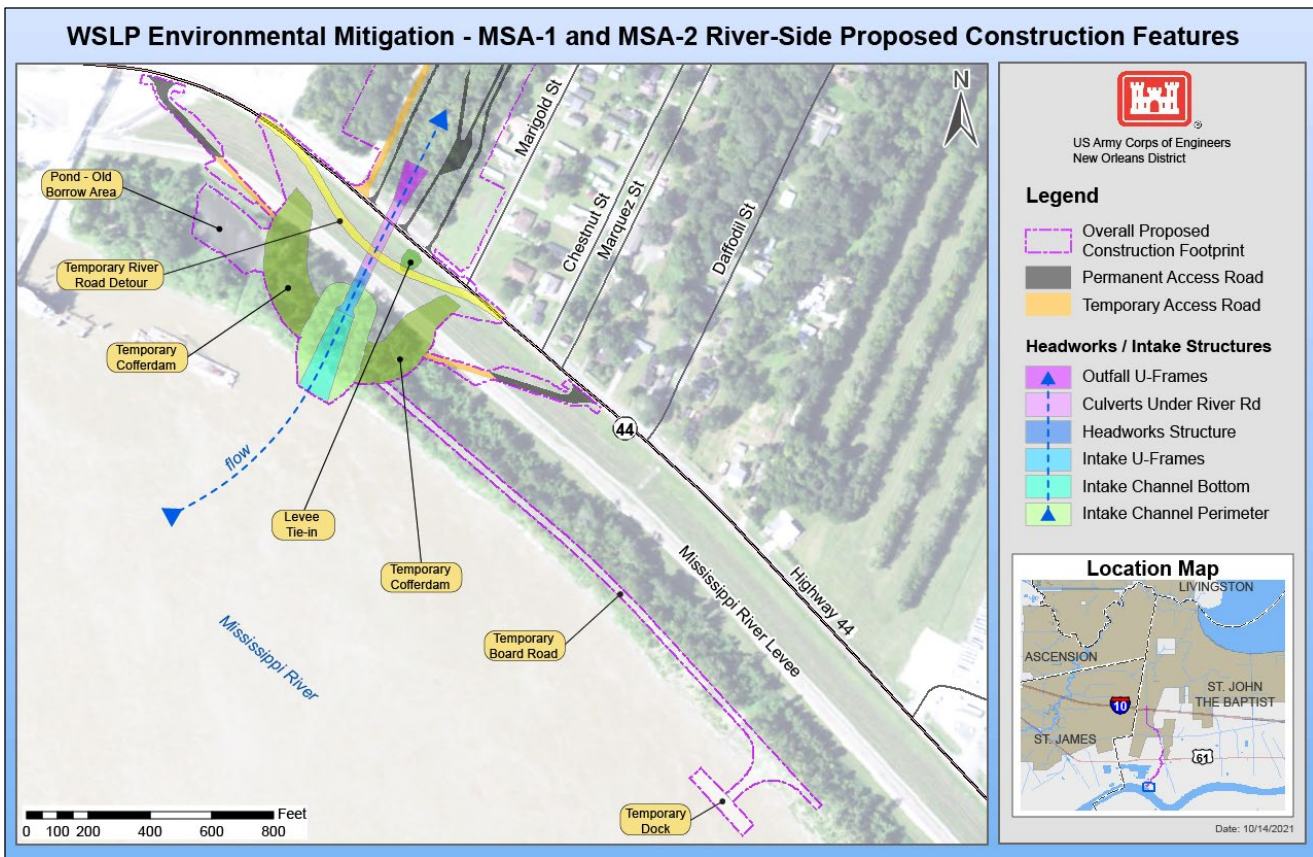 WSLP Environmental Mitigation - MSA-1 and MSA-2 River-Side Proposed Construction Features
N
Marigold St
Chestnut St
Marquez St
Daffodil St
Pond - Old
Borrow Area
Temporary River
Road Detour
Temporary
Cofferdam
flow
Levee
Tie-in
Temporary
Cofferdam
44
Mississippi River
Temporary
Board Road
Mississippi River Levee
Highway 44
Temporary
Dock
Feet
0 100 200 400 600 800
US Army Corps of Engineers
New Orleans District
Legend
Overall Proposed
Construction Footprint
Permanent Access Road
Temporary Access Road
Headworks / Intake Structures
Outfall U-Frames
Culverts Under River Rd
Headworks Structure
Intake U-Frames
Intake Channel Bottom
Intake Channel Perimeter
Location Map
LIVINGSTON
ASCENSION
ST. JOHN
THE BAPTIST
10
ST. JAMES
61
Date: 10/14/2021